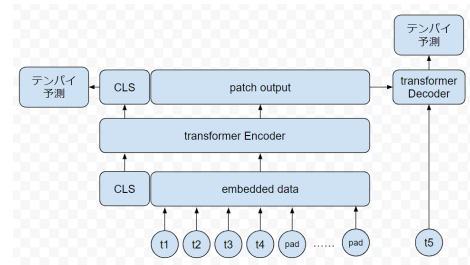 テンパイ
予測
テンパイ
予測
CLS
patch output
transformer
Decoder
transformer Encoder
CLS
embedded data
t1
t2
t3
t4
pad
......
pad
t5